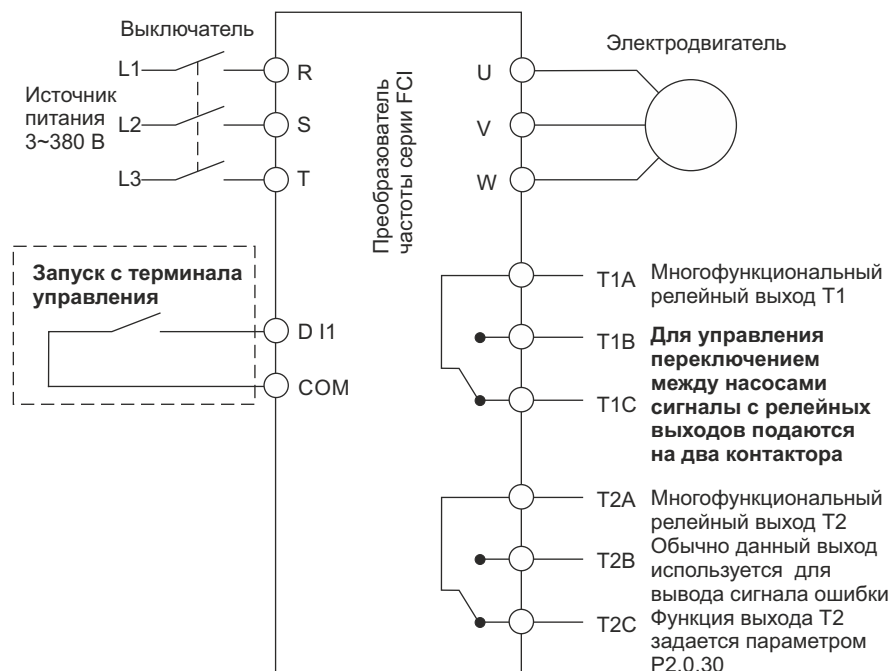 Выключатель
L1
Источник
питания
3~380 В
L2
L3
R
S
T
Преобразователь
частоты серии FCI
U
V
W
Электродвигатель
Запуск с терминала
управления
D I1
COM
T1A
Многофункциональный
релейный выход T1
T1B
Для управления
переключением
между насосами
сигналы с релейных
выходов подаются
на два контактора
T1C
T2A
Многофункциональный
релейный выход T2
T2B
Обычно данный выход
используется для
вывода сигнала ошибки
T2C
Функция выхода T2
задается параметром
P2.0.30